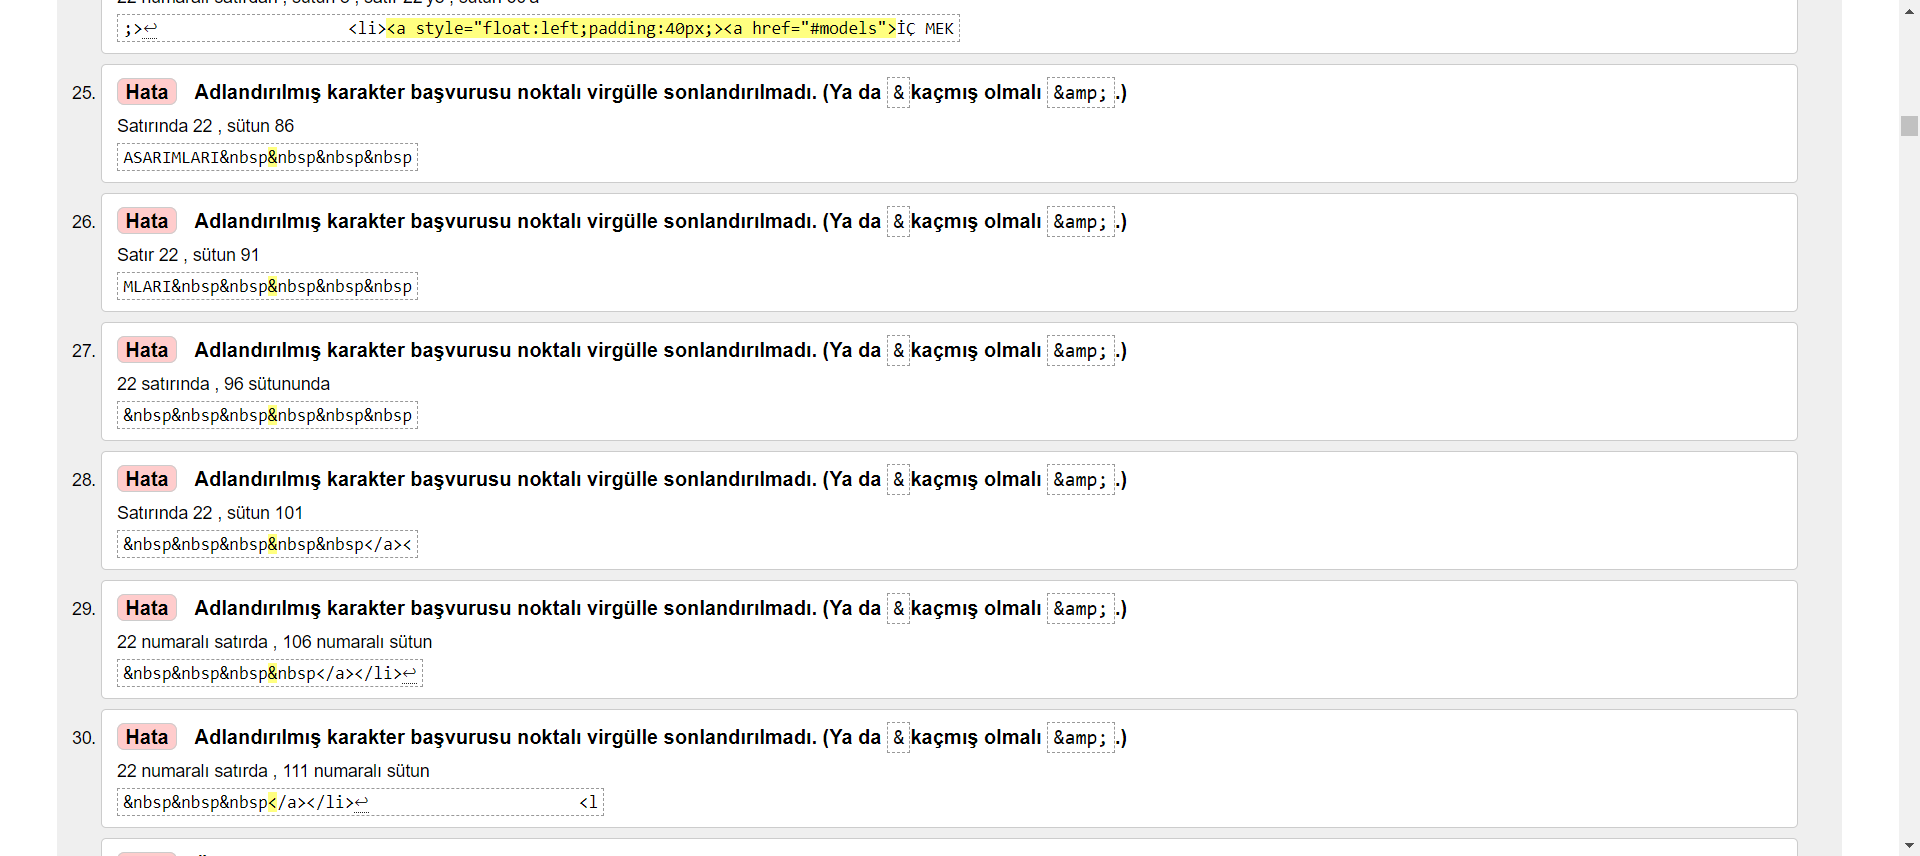 ;>↩ <li><a style="float:left;padding:40px;><a href="#models">İÇ MEK
25. Hata Adlandırılmış karakter başvurusu noktalı virgülle sonlandırılmadı. (Ya da & kaçmış olmalı &amp; .)
Satırında 22 , sütun 86
ASARIMLARI&nbsp&nbsp&nbsp&nbsp
26. Hata Adlandırılmış karakter başvurusu noktalı virgülle sonlandırılmadı. (Ya da & kaçmış olmalı &amp; .)
Satır 22 , sütun 91
MLARI&nbsp&nbsp&nbsp&nbsp&nbsp
27. Hata Adlandırılmış karakter başvurusu noktalı virgülle sonlandırılmadı. (Ya da & kaçmış olmalı &amp; .)
22 satırında , 96 sütununda
&nbsp&nbsp&nbsp&nbsp&nbsp&nbsp
28. Hata Adlandırılmış karakter başvurusu noktalı virgülle sonlandırılmadı. (Ya da & kaçmış olmalı &amp; .)
Satırında 22 , sütun 101
&nbsp&nbsp&nbsp&nbsp&nbsp</a><
29. Hata Adlandırılmış karakter başvurusu noktalı virgülle sonlandırılmadı. (Ya da & kaçmış olmalı &amp; .)
22 numaralı satırda , 106 numaralı sütun
&nbsp&nbsp&nbsp&nbsp</a></li>↩
30. Hata Adlandırılmış karakter başvurusu noktalı virgülle sonlandırılmadı. (Ya da & kaçmış olmalı &amp; .)
22 numaralı satırda , 111 numaralı sütun
&nbsp&nbsp&nbsp</a></li>↩ <l